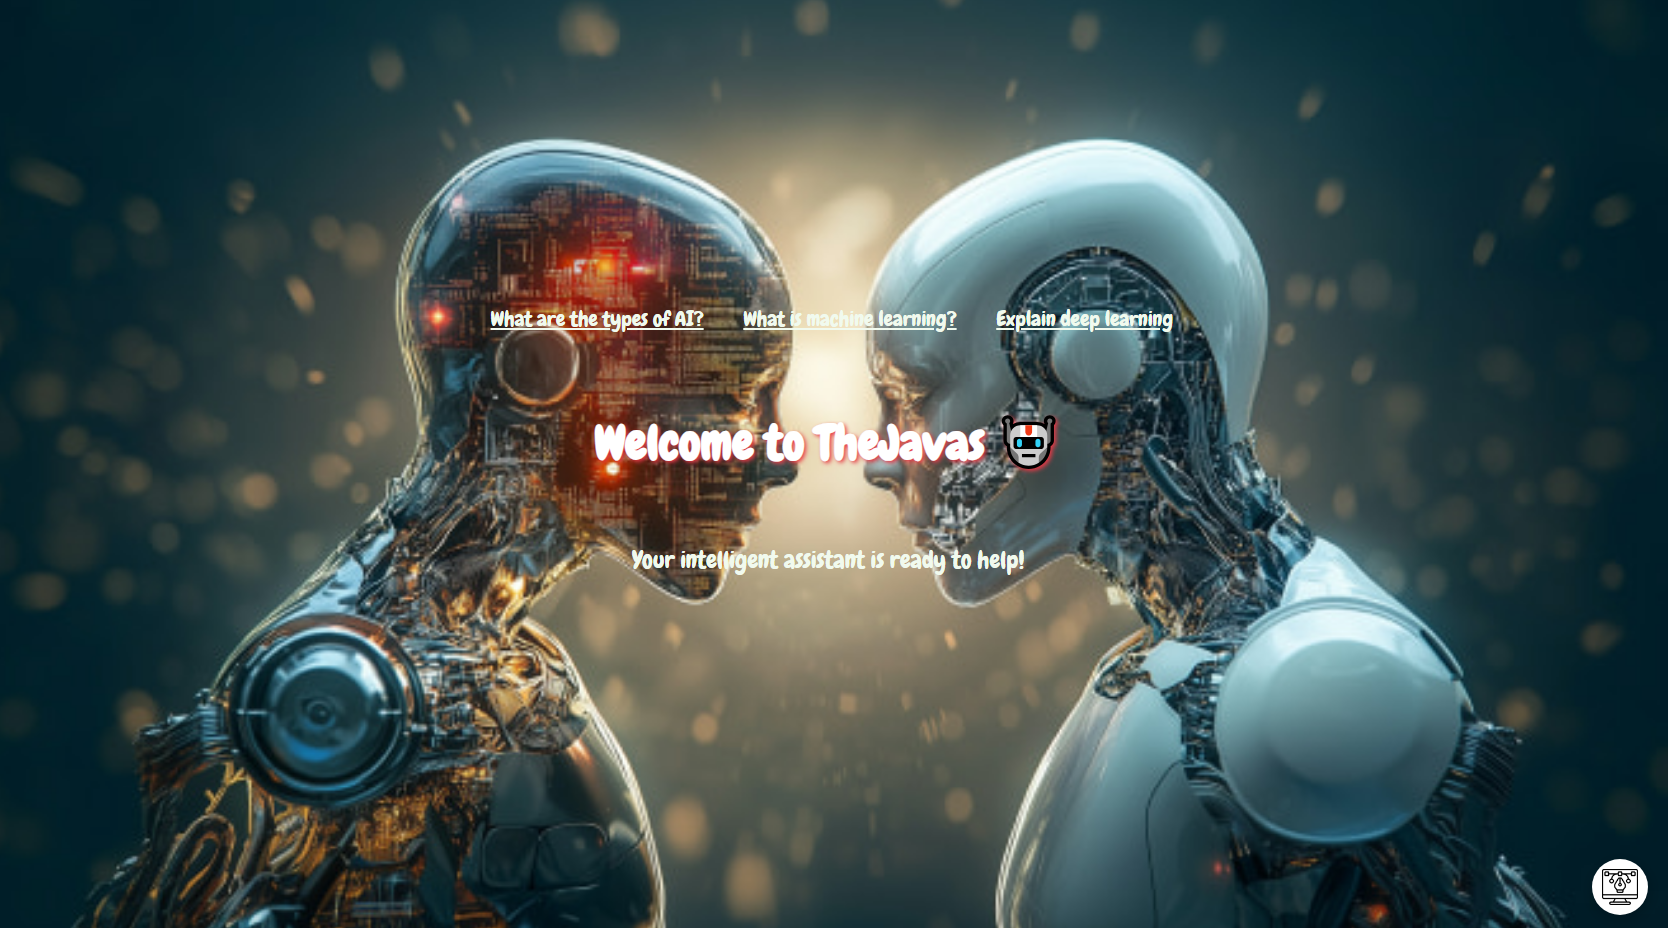 What are the types of AI? What is machine learning? Explain deep learning
Welcome to TheJavas
Your intelligent assistant is ready to help!